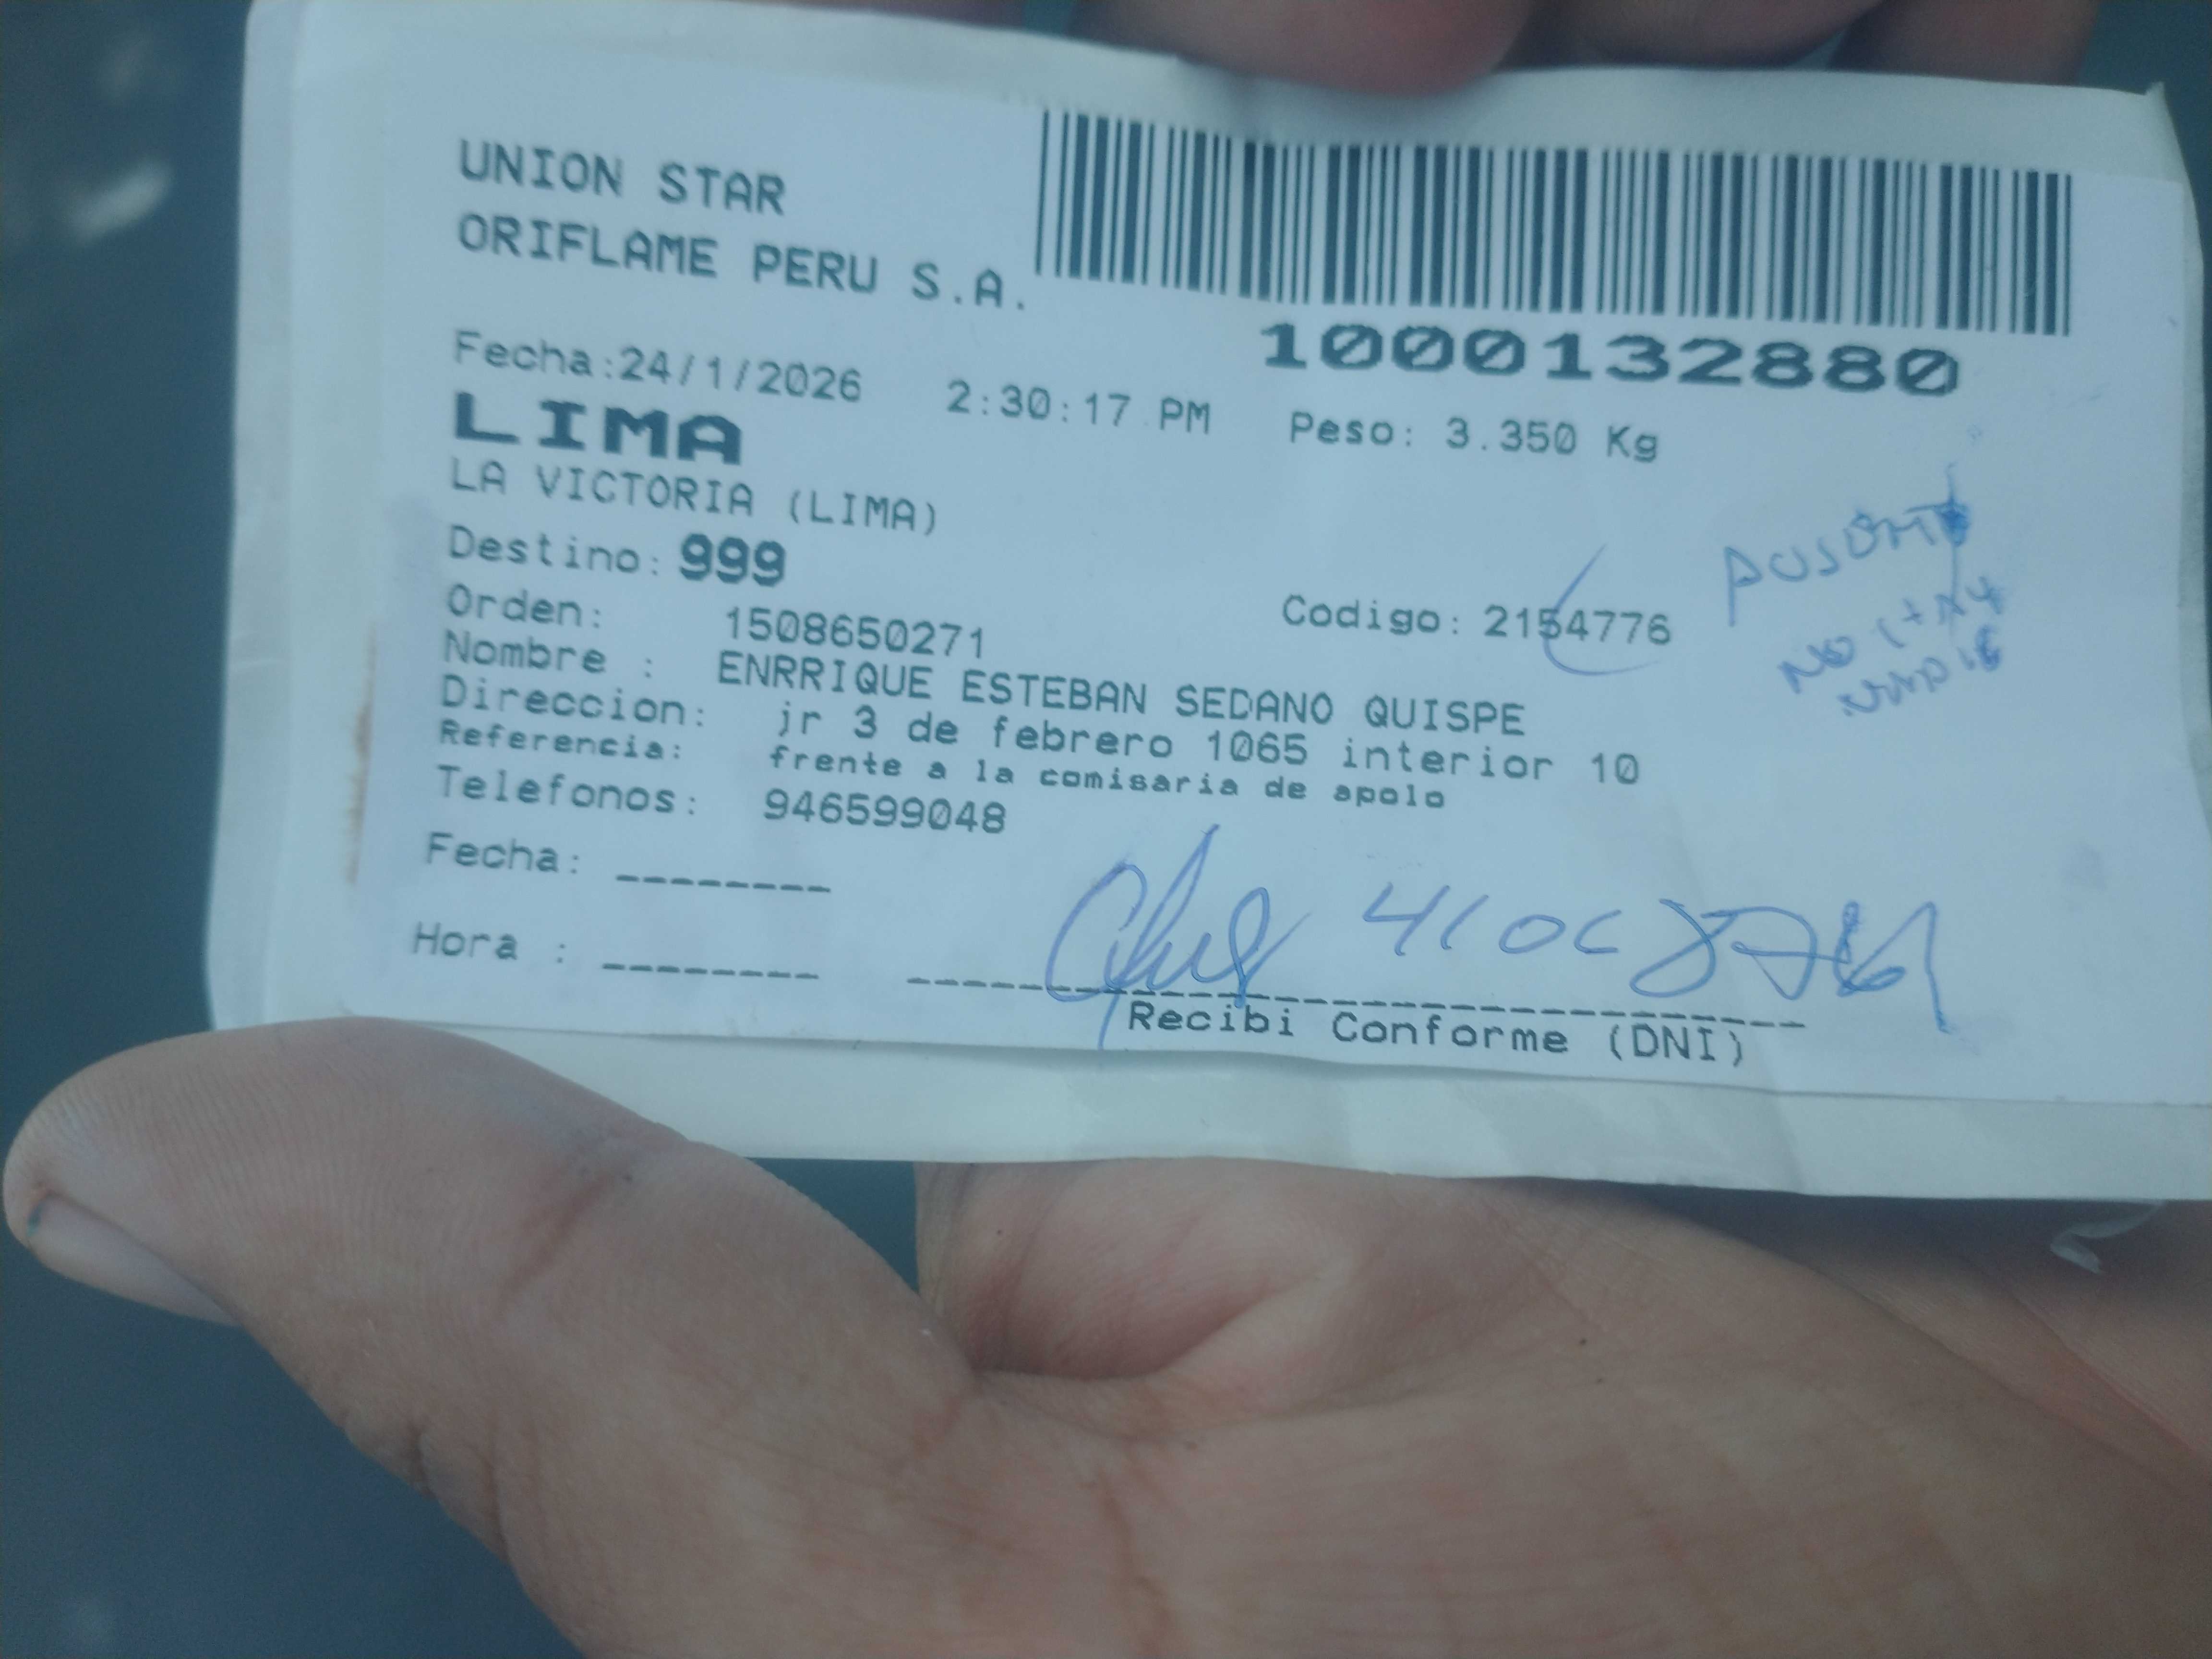 UNION STAR
ORIFLAME PERU S.A.
1000132880
Fecha:24/1/2026 2:30:17 PM Peso: 3.350 Kg
LIMA
LA VICTORIA (LIMA)
Destino: 999
Orden: 1508650271 Codigo: 2154776
Nombre : ENRRIQUE ESTEBAN SEDANO QUISPE
Direccion: jr 3 de febrero 1065 interior 10
Referencia: frente a la comisaria de apolo
Telefonos: 946599048
NO
Fecha: --------
Hora : --------
Recibi Conforme (DNI)